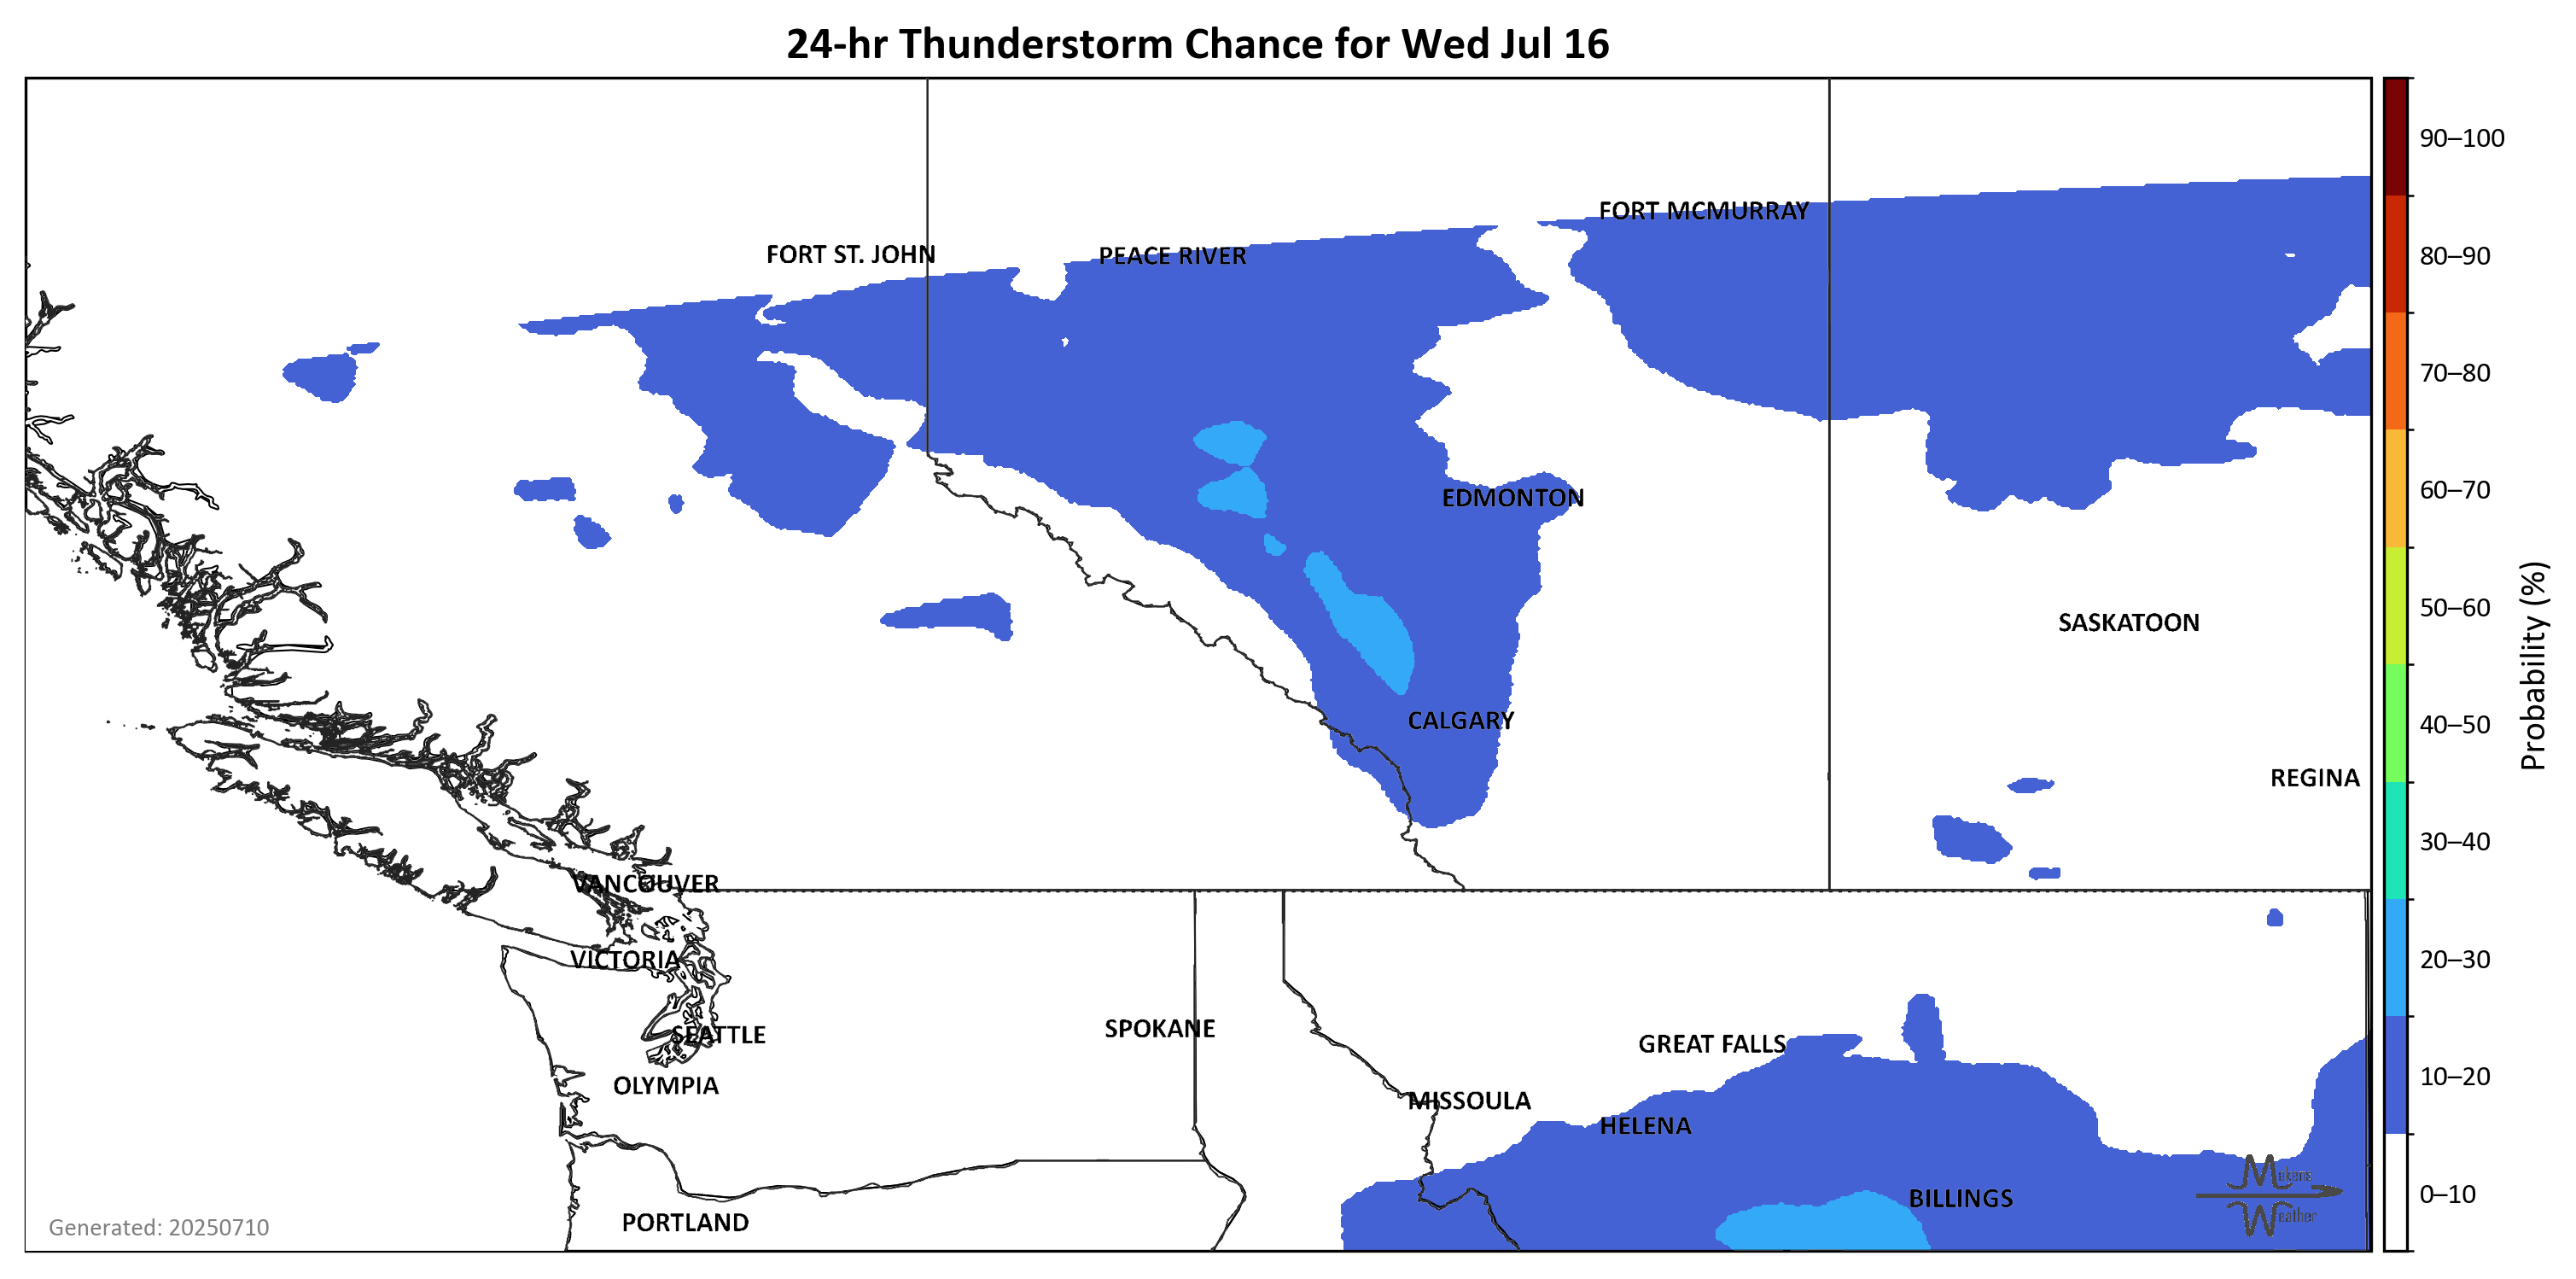 24-hr Thunderstorm Chance for Wed Jul 16
90–100
FORT MCMURRAY
FORT ST. JOHN
PEACE RIVER
80–90
70–80
EDMONTON
60–70
SASKATOON
50–60
CALGARY
40–50
Probability (%)
REGINA
30–40
VANCOUVER
VICTORIA
20–30
SEATTLE
SPOKANE
GREAT FALLS
OLYMPIA
10–20
MISSOULA
HELENA
Mekens
Weather
BILLINGS
0–10
PORTLAND
Generated: 20250710